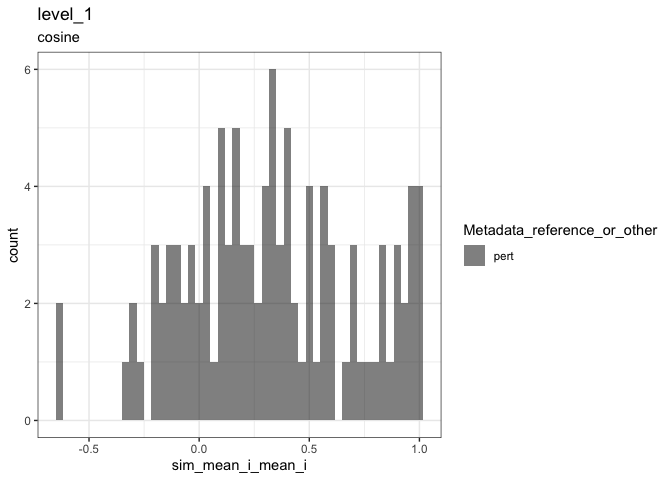 level_1
cosine
6
4
2
0
count
-0.5
0.0
0.5
1.0
sim_mean_i_mean_i
Metadata_reference_or_other
pert